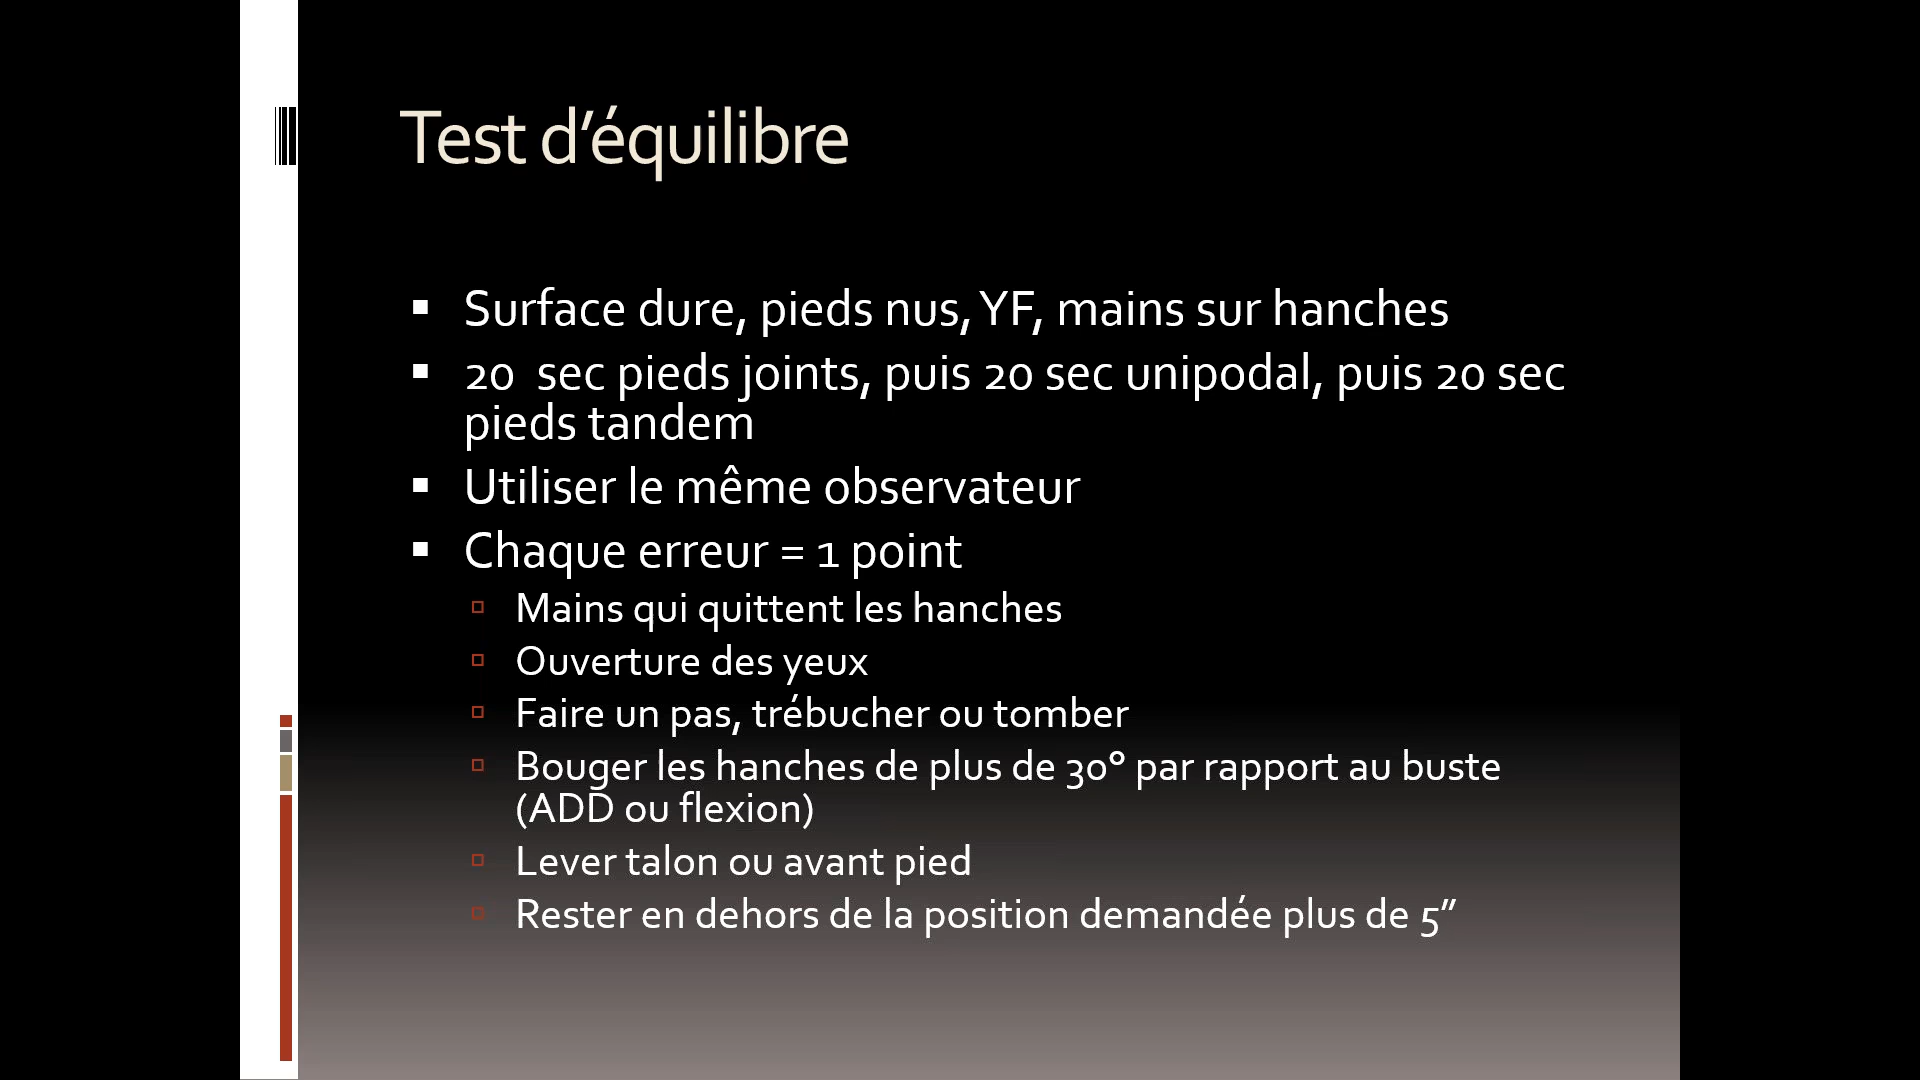 Test d’équilibre
▪ Surface dure, pieds nus, YF, mains sur hanches
▪ 20 sec pieds joints, puis 20 sec unipodal, puis 20 sec
pieds tandem
▪ Utiliser le même observateur
▪ Chaque erreur = 1 point
▫ Mains qui quittent les hanches
▫ Ouverture des yeux
▫ Faire un pas, trébucher ou tomber
▫ Bouger les hanches de plus de 30° par rapport au buste
(ADD ou flexion)
▫ Lever talon ou avant pied
▫ Rester en dehors de la position demandée plus de 5’’